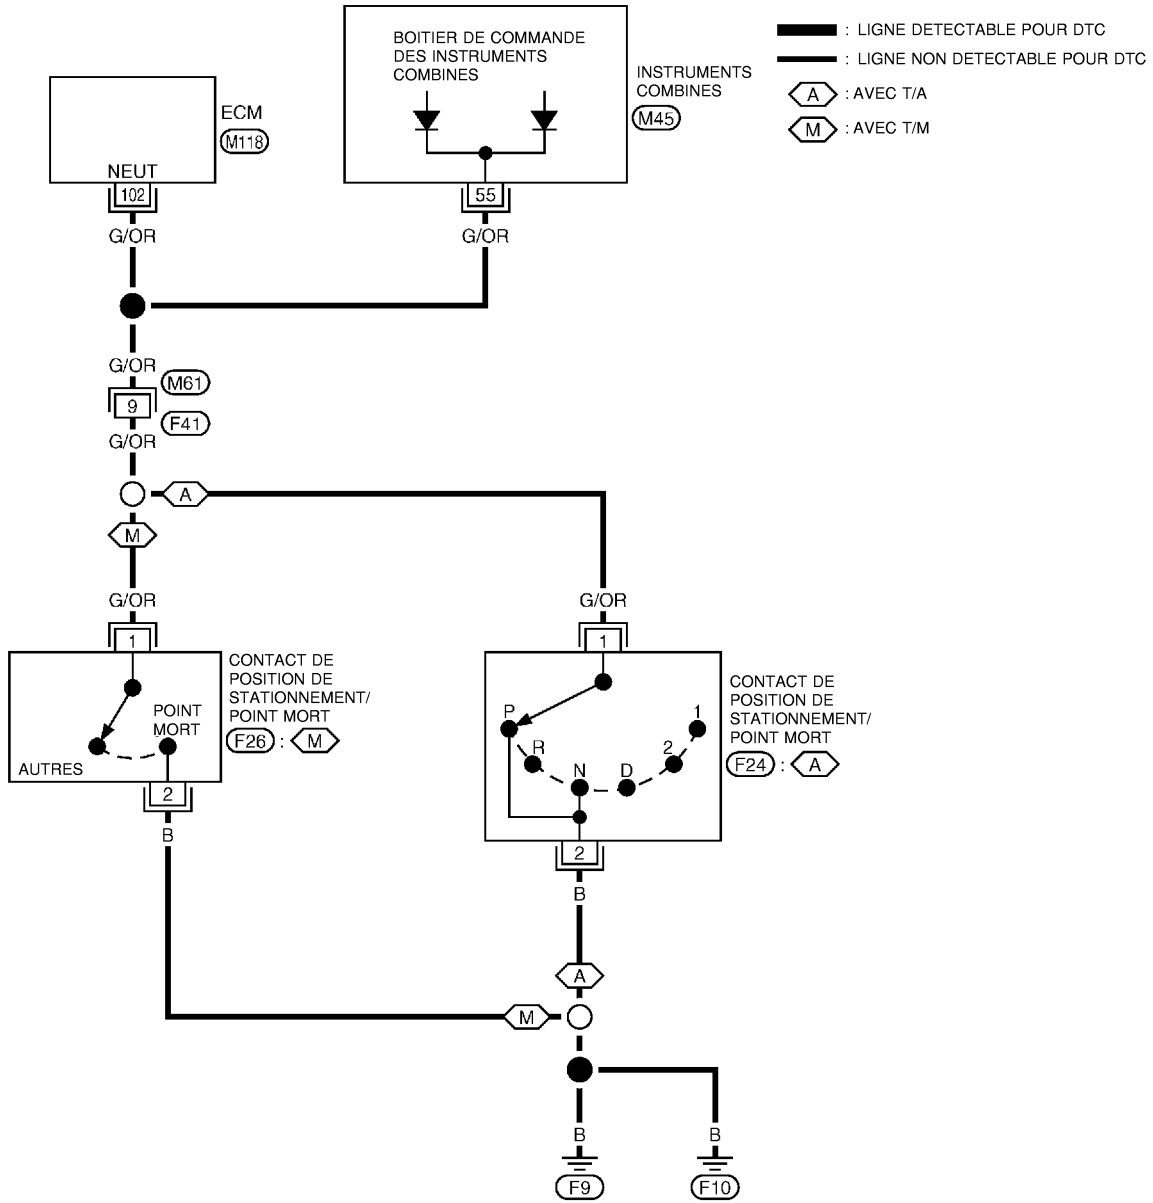 BOITIER DE COMMANDE
DES INSTRUMENTS
COMBINES
INSTRUMENTS
COMBINES
M45
: LIGNE DETECTABLE POUR DTC
: LIGNE NON DETECTABLE POUR DTC
A : AVEC T/A
M : AVEC T/M
ECM
M118
NEUT
102
55
G/OR
G/OR
G/OR
M61
9
F41
G/OR
A
M
G/OR
G/OR
1
1
CONTACT DE
POSITION DE
STATIONNEMENT/
POINT MORT
F26 : M
POINT
MORT
AUTRES
2
B
CONTACT DE
POSITION DE
STATIONNEMENT/
POINT MORT
F24 : A
P
R
N
D
2
1
2
B
A
M
B
B
F9
F10